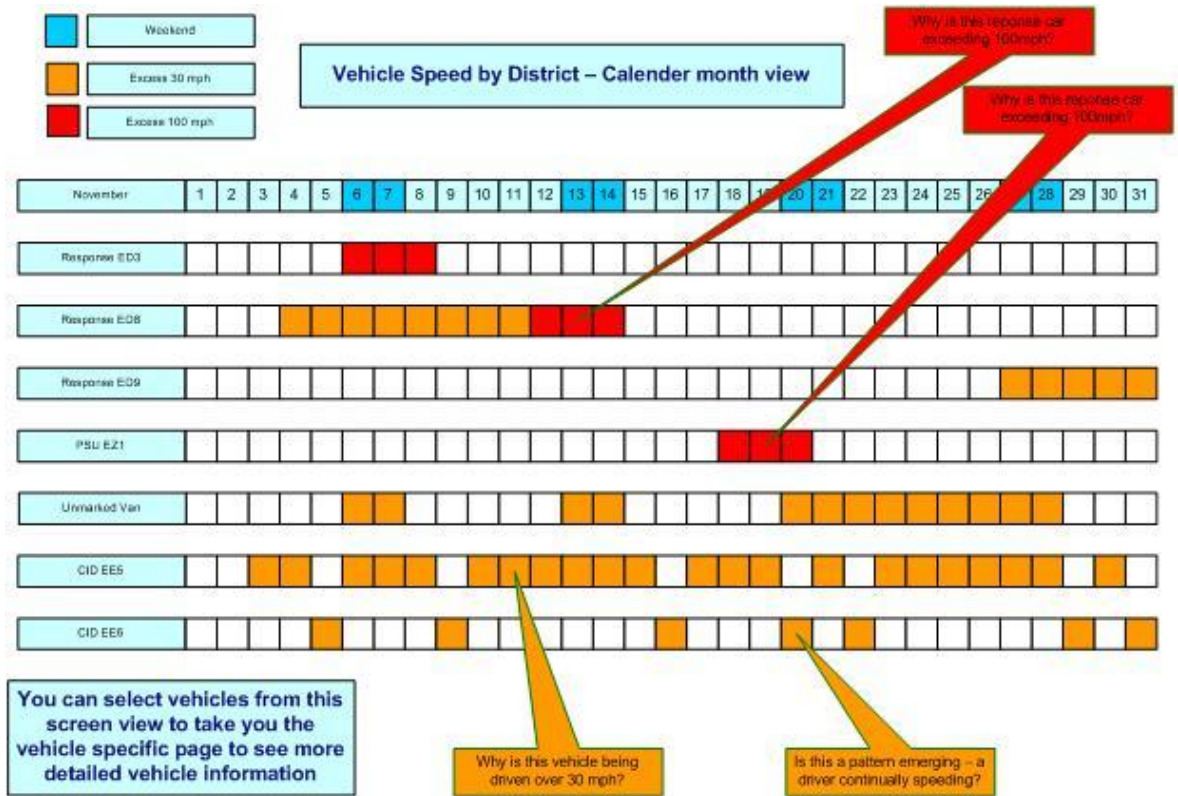 Weekend
Excess 30 mph
Excess 100 mph
Vehicle Speed by District – Calender month view
Why is this reponse car
exceeding 100mph?
Why is this reponse car
exceeding 100mph?
November 1 2 3 4 5 6 7 8 9 10 11 12 13 14 15 16 17 18 19 20 21 22 23 24 25 26 28 29 30 31
Response ED3
Response ED8
Response ED9
PSU EZ1
Unmarked Van
CID EE5
CID EE6
You can select vehicles from this
screen view to take you the
vehicle specific page to see more
detailed vehicle information
Why is this vehicle being
driven over 30 mph?
Is this a pattern emerging – a
driver continually speeding?